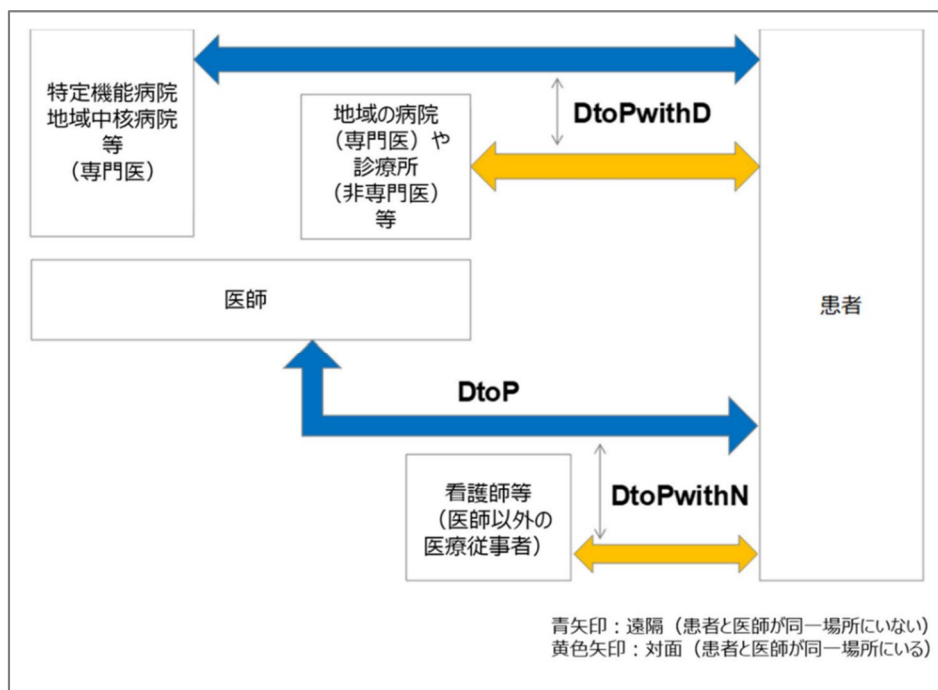 特定機能病院
地域中核病院
等
（専門医）
地域の病院
（専門医）や
診療所
（非専門医）
等
DtoPwithD
医師
患者
DtoP
看護師等
（医師以外の
医療従事者）
DtoPwithN
青矢印：遠隔（患者と医師が同一場所にいない）
黄色矢印：対面（患者と医師が同一場所にいる）